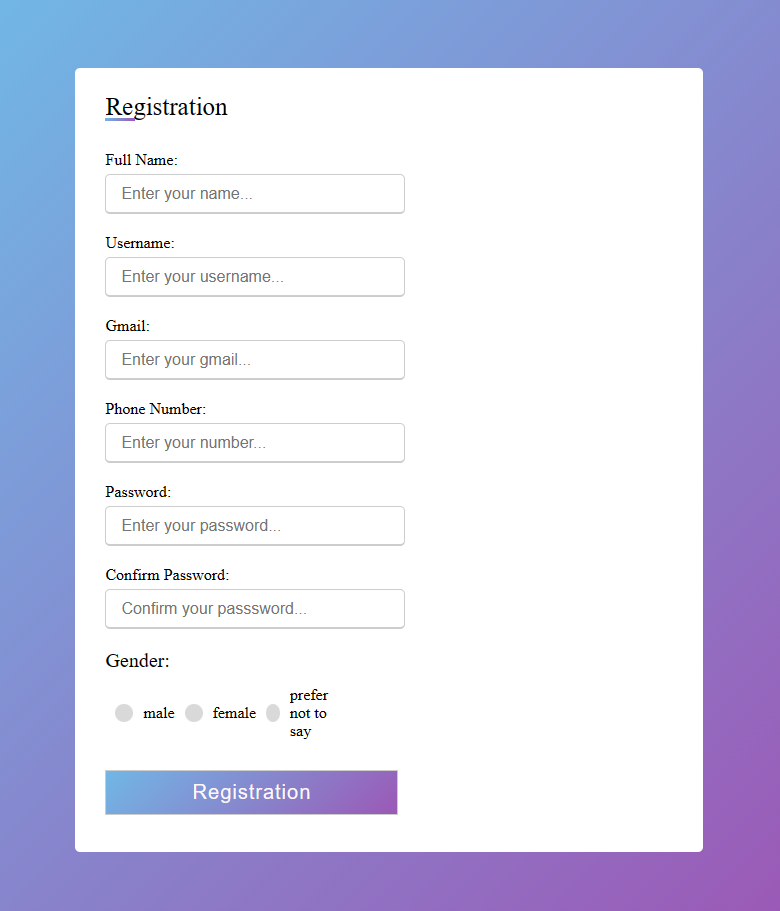 Registration
Full Name:
Enter your name...
Username:
Enter your username...
Gmail:
Enter your gmail...
Phone Number:
Enter your number...
Password:
Enter your password...
Confirm Password:
Confirm your passsword...
Gender:
male female prefer
not to
say
Registration